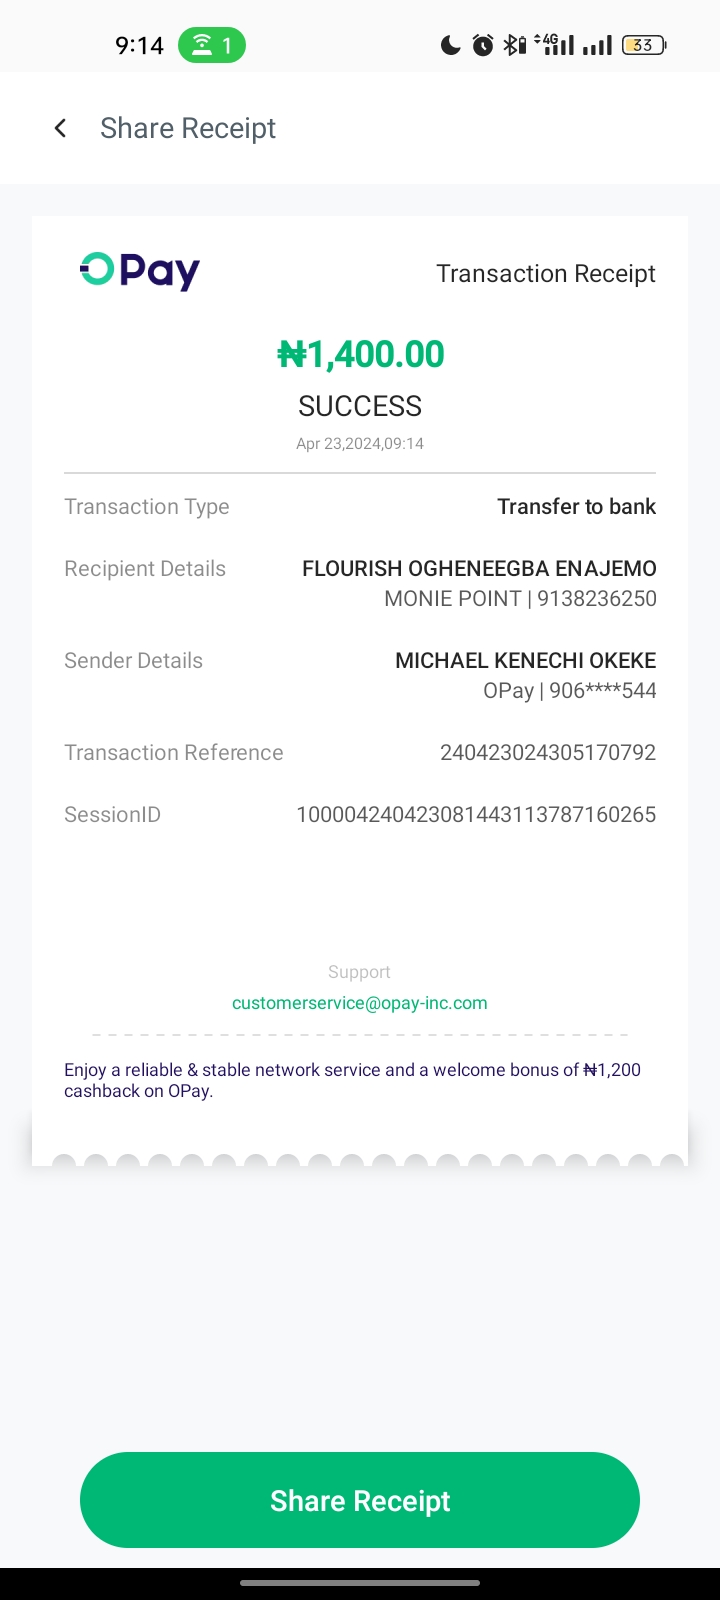 9:14 1 4G 33
Share Receipt
OPay Transaction Receipt
₦1,400.00
SUCCESS
Apr 23,2024,09:14
Transaction Type Transfer to bank
Recipient Details FLOURISH OGHENEEGBA ENAJEMO
MONIE POINT | 9138236250
Sender Details MICHAEL KENECHI OKEKE
OPay | 906****544
Transaction Reference 240423024305170792
SessionID 100004240423081443113787160265
Support
customerservice@opay-inc.com
Enjoy a reliable & stable network service and a welcome bonus of ₦1,200
cashback on OPay.
Share Receipt